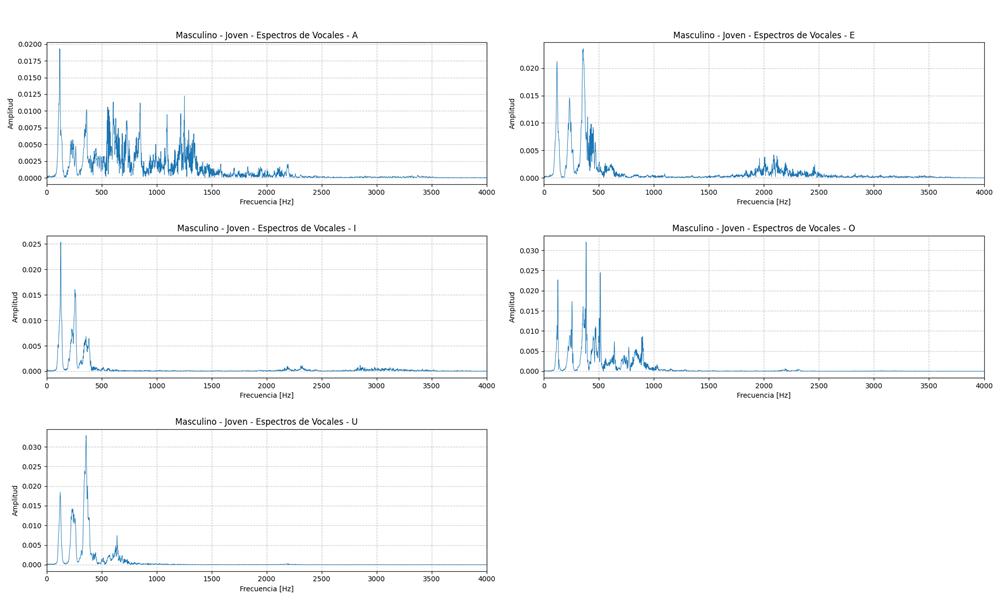 Masculino - Joven - Espectros de Vocales - A
0.0200
0.0175
0.0150
0.0125
0.0100
0.0075
0.0050
0.0025
0.0000
Amplitud
0 500 1000 1500 2000 2500 3000 3500 4000
Frecuencia [Hz]
Masculino - Joven - Espectros de Vocales - E
0.020
0.015
0.010
0.005
0.000
Amplitud
0 500 1000 1500 2000 2500 3000 3500 4000
Frecuencia [Hz]
Masculino - Joven - Espectros de Vocales - I
0.025
0.020
0.015
0.010
0.005
0.000
Amplitud
0 500 1000 1500 2000 2500 3000 3500 4000
Frecuencia [Hz]
Masculino - Joven - Espectros de Vocales - O
0.030
0.025
0.020
0.015
0.010
0.005
0.000
Amplitud
0 500 1000 1500 2000 2500 3000 3500 4000
Frecuencia [Hz]
Masculino - Joven - Espectros de Vocales - U
0.030
0.025
0.020
0.015
0.010
0.005
0.000
Amplitud
0 500 1000 1500 2000 2500 3000 3500 4000
Frecuencia [Hz]